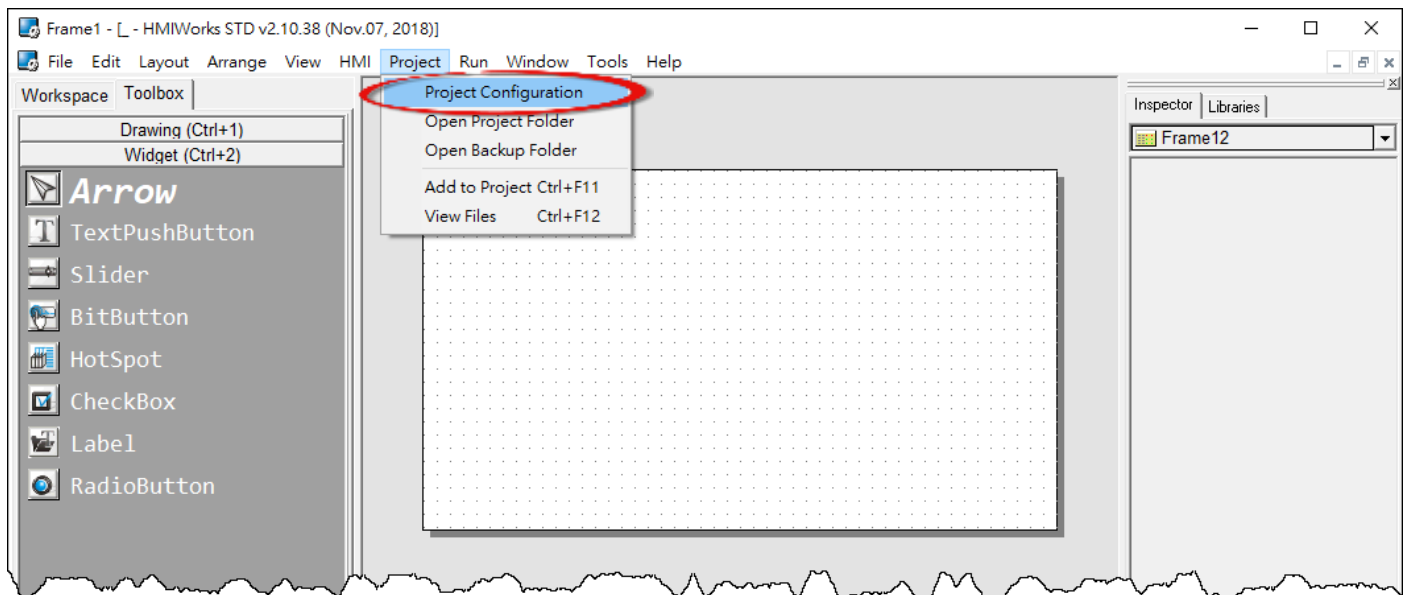 Frame1 - [_ - HMIWorks STD v2.10.38 (Nov.07, 2018)]
File Edit Layout Arrange View HMI Project Run Window Tools Help
Workspace Toolbox
Drawing (Ctrl+1)
Widget (Ctrl+2)
Arrow
TextPushButton
Slider
BitButton
HotSpot
CheckBox
Label
RadioButton
Project Configuration
Open Project Folder
Open Backup Folder
Add to Project Ctrl+F11
View Files Ctrl+F12
Inspector Libraries
Frame12